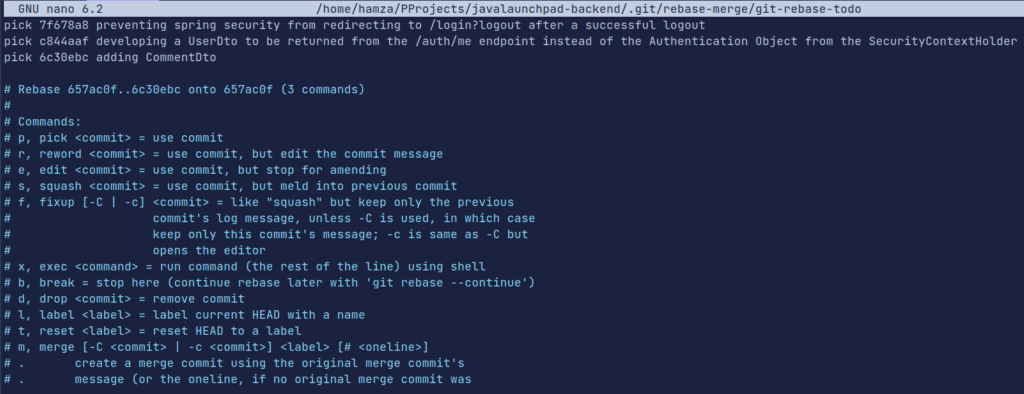 GNU nano 6.2 /home/hamza/PProjects/javalaunchpad-backend/.git/rebase-merge/git-rebase-todo
pick 7f678a8 preventing spring security from redirecting to /login?logout after a successful logout
pick c844aaf developing a UserDto to be returned from the /auth/me endpoint instead of the Authentication Object from the SecurityContextHolder
pick 6c30ebc adding CommentDto

# Rebase 657ac0f..6c30ebc onto 657ac0f (3 commands)
#
# Commands:
# p, pick <commit> = use commit
# r, reword <commit> = use commit, but edit the commit message
# e, edit <commit> = use commit, but stop for amending
# s, squash <commit> = use commit, but meld into previous commit
# f, fixup [-C | -c] <commit> = like "squash" but keep only the previous
#                    commit's log message, unless -C is used, in which case
#                    keep only this commit's message; -c is same as -C but
#                    opens the editor
# x, exec <command> = run command (the rest of the line) using shell
# b, break = stop here (continue rebase later with 'git rebase --continue')
# d, drop <commit> = remove commit
# l, label <label> = label current HEAD with a name
# t, reset <label> = reset HEAD to a label
# m, merge [-C <commit> | -c <commit>] <label> [# <oneline>]
# .       create a merge commit using the original merge commit's
# .       message (or the oneline, if no original merge commit was